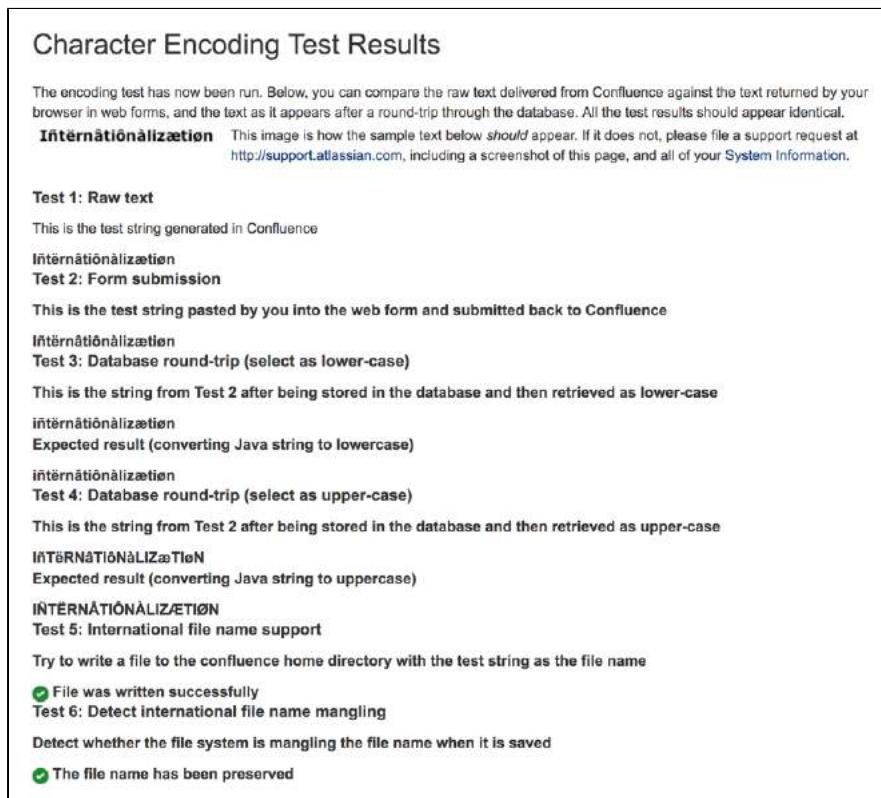 Character Encoding Test Results
The encoding test has now been run. Below, you can compare the raw text delivered from Confluence against the text returned by your
browser in web forms, and the text as it appears after a round-trip through the database. All the test results should appear identical.
Iñtërnâtiônàlizætiøn This image is how the sample text below should appear. If it does not, please file a support request at
http://support.atlassian.com, including a screenshot of this page, and all of your System Information.
Test 1: Raw text
This is the test string generated in Confluence
Iñtërnâtiônàlizætiøn
Test 2: Form submission
This is the test string pasted by you into the web form and submitted back to Confluence
Iñtërnâtiônàlizætiøn
Test 3: Database round-trip (select as lower-case)
This is the string from Test 2 after being stored in the database and then retrieved as lower-case
iñtërnâtiônàlizætiøn
Expected result (converting Java string to lowercase)
iñtërnâtiônàlizætiøn
Test 4: Database round-trip (select as upper-case)
This is the string from Test 2 after being stored in the database and then retrieved as upper-case
IñTëRNâTIôNàLIZæTIøN
Expected result (converting Java string to uppercase)
IÑTËRNÂTIÔNÀLIZÆTIØN
Test 5: International file name support
Try to write a file to the confluence home directory with the test string as the file name
File was written successfully
Test 6: Detect international file name mangling
Detect whether the file system is mangling the file name when it is saved
The file name has been preserved